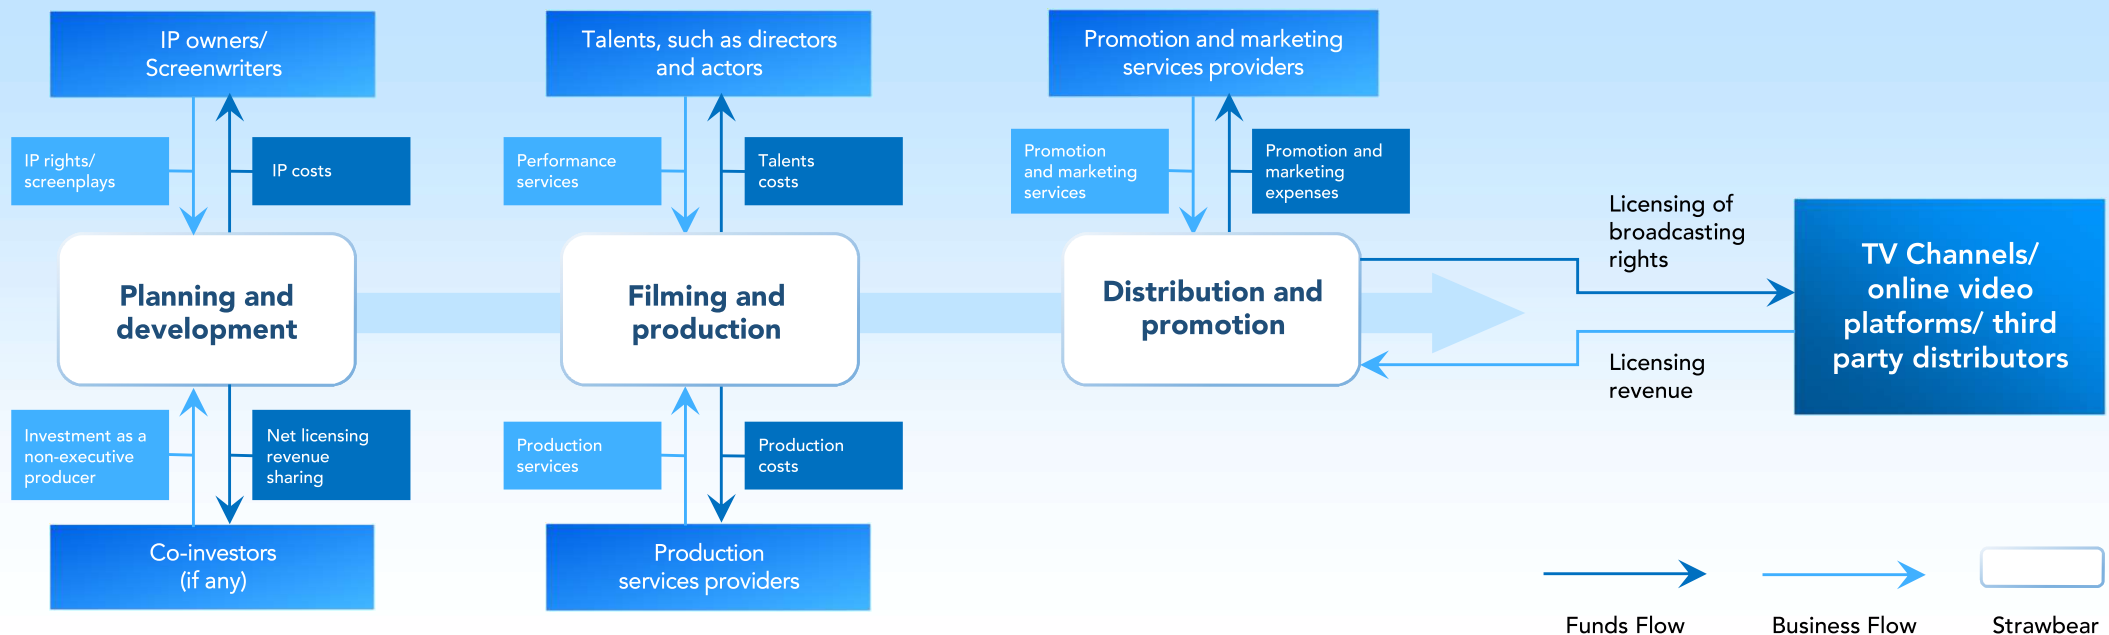 IP owners/
Screenwriters
Talents, such as directors
and actors
Promotion and marketing
services providers
IP rights/
screenplays
IP costs
Performance
services
Talents
costs
Promotion
and marketing
services
Promotion and
marketing
expenses
Planning and
development
Filming and
production
Distribution and
promotion
Licensing of
broadcasting
rights
Licensing
revenue
TV Channels/
online video
platforms/ third
party distributors
Investment as a
non-executive
producer
Net licensing
revenue
sharing
Production
services
Production
costs
Co-investors
(if any)
Production
services providers
Funds Flow
Business Flow
Strawbear